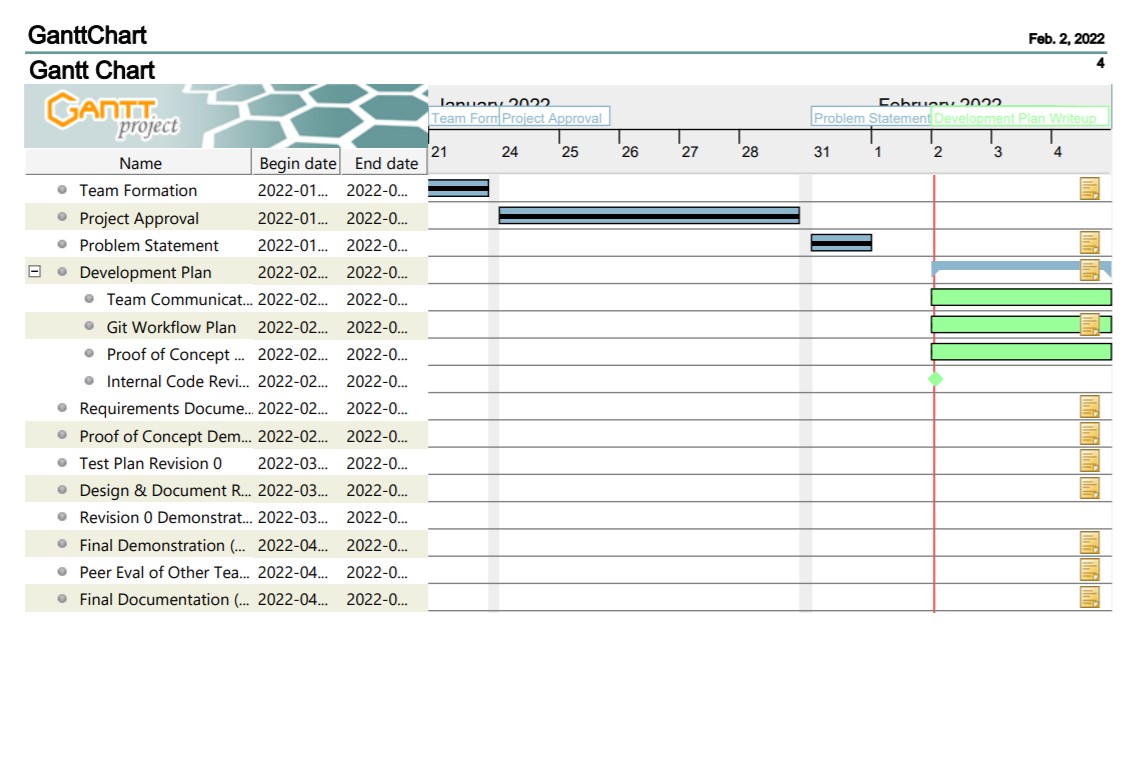 GanttChart
Feb. 2, 2022
Gantt Chart
4
GANTT project
January 2022
February 2022
Team Form
Project Approval
Problem Statement
Development Plan Writeup
21 24 25 26 27 28 31 1 2 3 4
Name Begin date End date
Team Formation 2022-01... 2022-0...
Project Approval 2022-01... 2022-0...
Problem Statement 2022-01... 2022-0...
Development Plan 2022-02... 2022-0...
Team Communicat... 2022-02... 2022-0...
Git Workflow Plan 2022-02... 2022-0...
Proof of Concept ... 2022-02... 2022-0...
Internal Code Revi... 2022-02... 2022-0...
Requirements Docume... 2022-02... 2022-0...
Proof of Concept Dem... 2022-02... 2022-0...
Test Plan Revision 0 2022-03... 2022-0...
Design & Document R... 2022-03... 2022-0...
Revision 0 Demonstrat... 2022-03... 2022-0...
Final Demonstration (... 2022-04... 2022-0...
Peer Eval of Other Tea... 2022-04... 2022-0...
Final Documentation (... 2022-04... 2022-0...